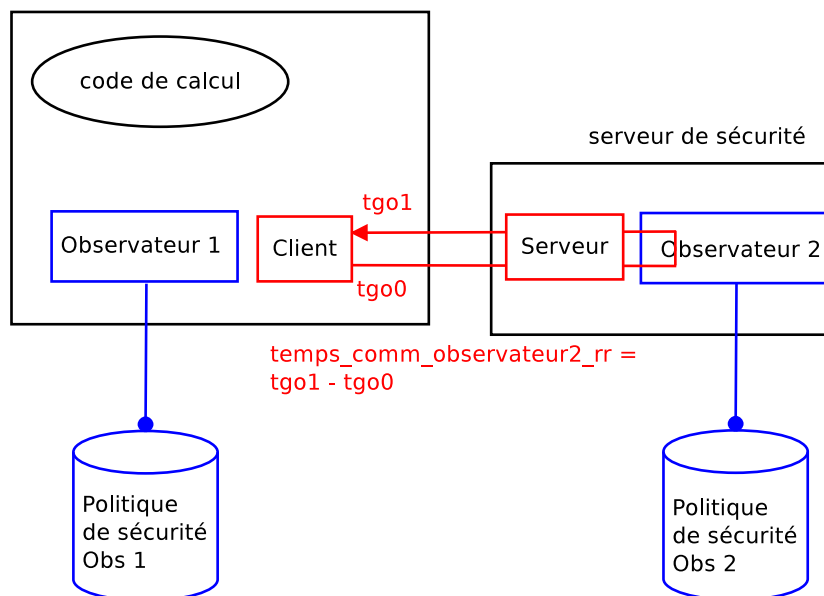 code de calcul
serveur de sécurité
tgo1
Observateur 1
Client
Serveur
Observateur 2
tgo0
temps_comm_observateur2_rr =
tgo1 - tgo0
Politique
de sécurité
Obs 1
Politique
de sécurité
Obs 2